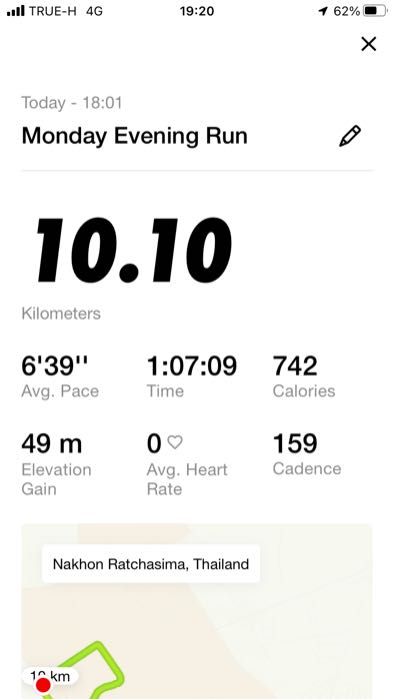 TRUE-H 4G 19:20 62%
Today - 18:01
Monday Evening Run
10.10
Kilometers
6'39'' 1:07:09 742
Avg. Pace Time Calories
49 m 0 159
Elevation Gain Avg. Heart Rate Cadence
Nakhon Ratchasima, Thailand
km